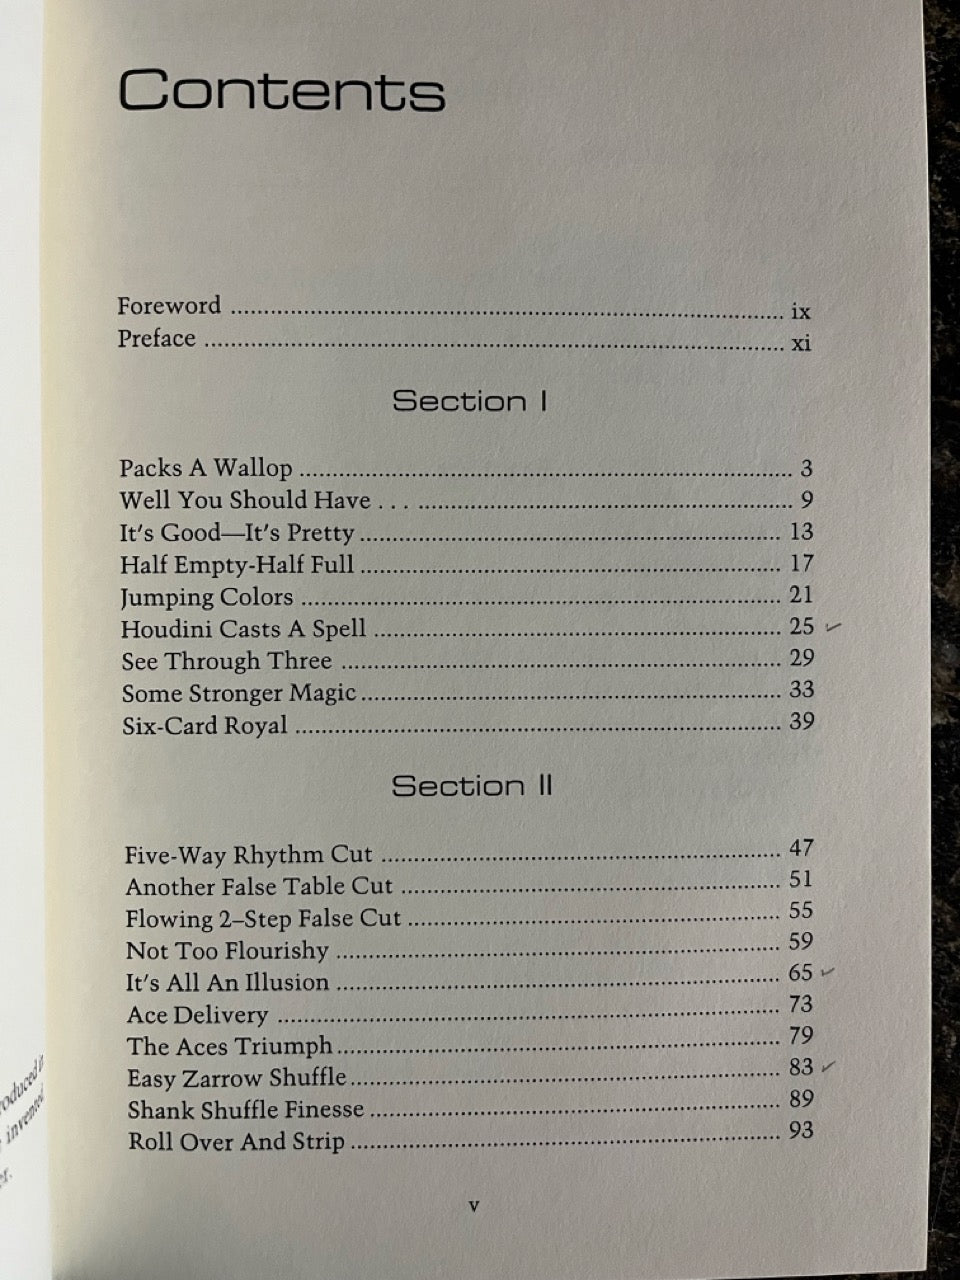 Contents
Foreword ........................................ ix
Preface ........................................ xi
Section I
Packs A Wallop ........................................ 3
Well You Should Have . . . ........................................ 9
It's Good—It's Pretty ........................................ 13
Half Empty-Half Full ........................................ 17
Jumping Colors ........................................ 21
Houdini Casts A Spell ........................................ 25 ✓
See Through Three ........................................ 29
Some Stronger Magic ........................................ 33
Six-Card Royal ........................................ 39
Section II
Five-Way Rhythm Cut ........................................ 47
Another False Table Cut ........................................ 51
Flowing 2–Step False Cut ........................................ 55
Not Too Flourishy ........................................ 59
It's All An Illusion ........................................ 65 ✓
Ace Delivery ........................................ 73
The Aces Triumph ........................................ 79
Easy Zarrow Shuffle ........................................ 83 ✓
Shank Shuffle Finesse ........................................ 89
Roll Over And Strip ........................................ 93
v